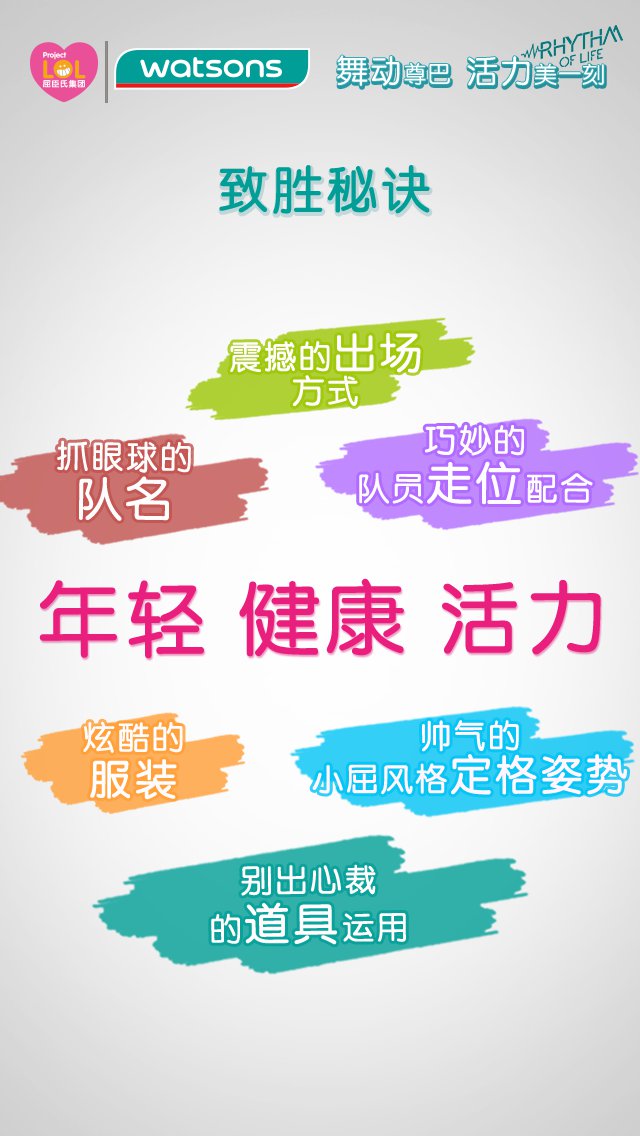 Project
LOL
屈臣氏集团
watsons
舞动尊巴 活力美一刻
RHYTHM
OF LIFE
致胜秘诀
震撼的出场
方式
抓眼球的
队名
巧妙的
队员走位配合
年轻 健康 活力
炫酷的
服装
帅气的
小屈风格定格姿势
别出心裁
的道具运用